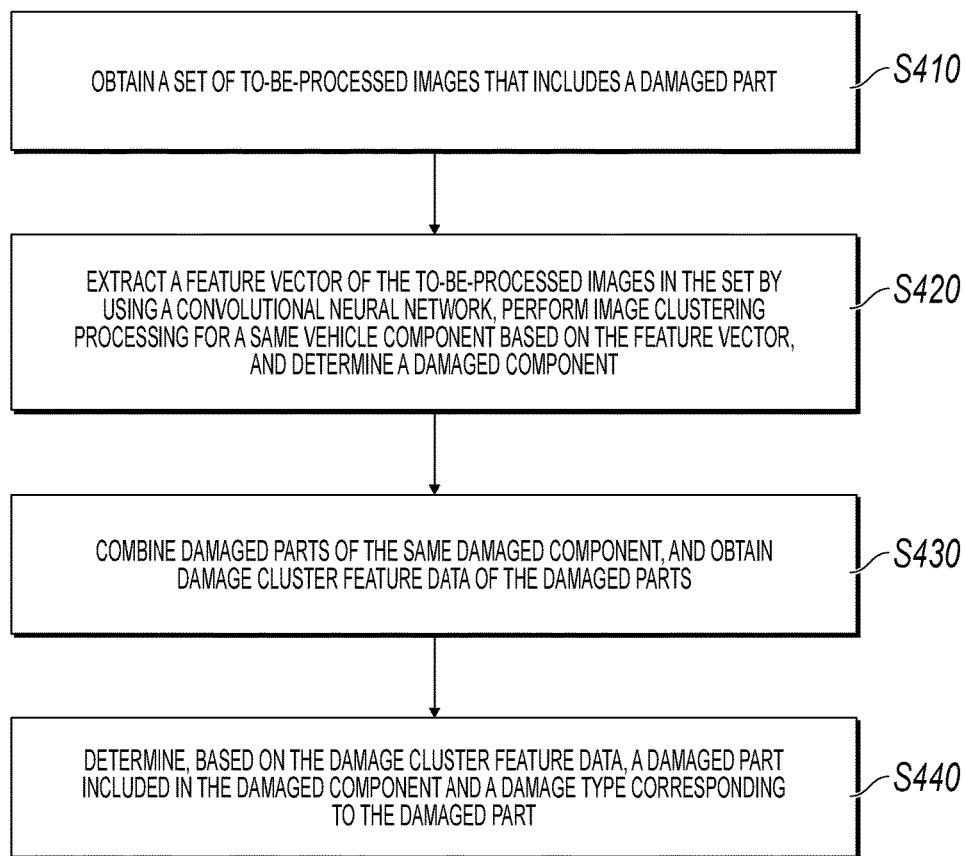 OBTAIN A SET OF TO-BE-PROCESSED IMAGES THAT INCLUDES A DAMAGED PART
S410
EXTRACT A FEATURE VECTOR OF THE TO-BE-PROCESSED IMAGES IN THE SET BY
USING A CONVOLUTIONAL NEURAL NETWORK, PERFORM IMAGE CLUSTERING
PROCESSING FOR A SAME VEHICLE COMPONENT BASED ON THE FEATURE VECTOR,
AND DETERMINE A DAMAGED COMPONENT
S420
COMBINE DAMAGED PARTS OF THE SAME DAMAGED COMPONENT, AND OBTAIN
DAMAGE CLUSTER FEATURE DATA OF THE DAMAGED PARTS
S430
DETERMINE, BASED ON THE DAMAGE CLUSTER FEATURE DATA, A DAMAGED PART
INCLUDED IN THE DAMAGED COMPONENT AND A DAMAGE TYPE CORRESPONDING
TO THE DAMAGED PART
S440